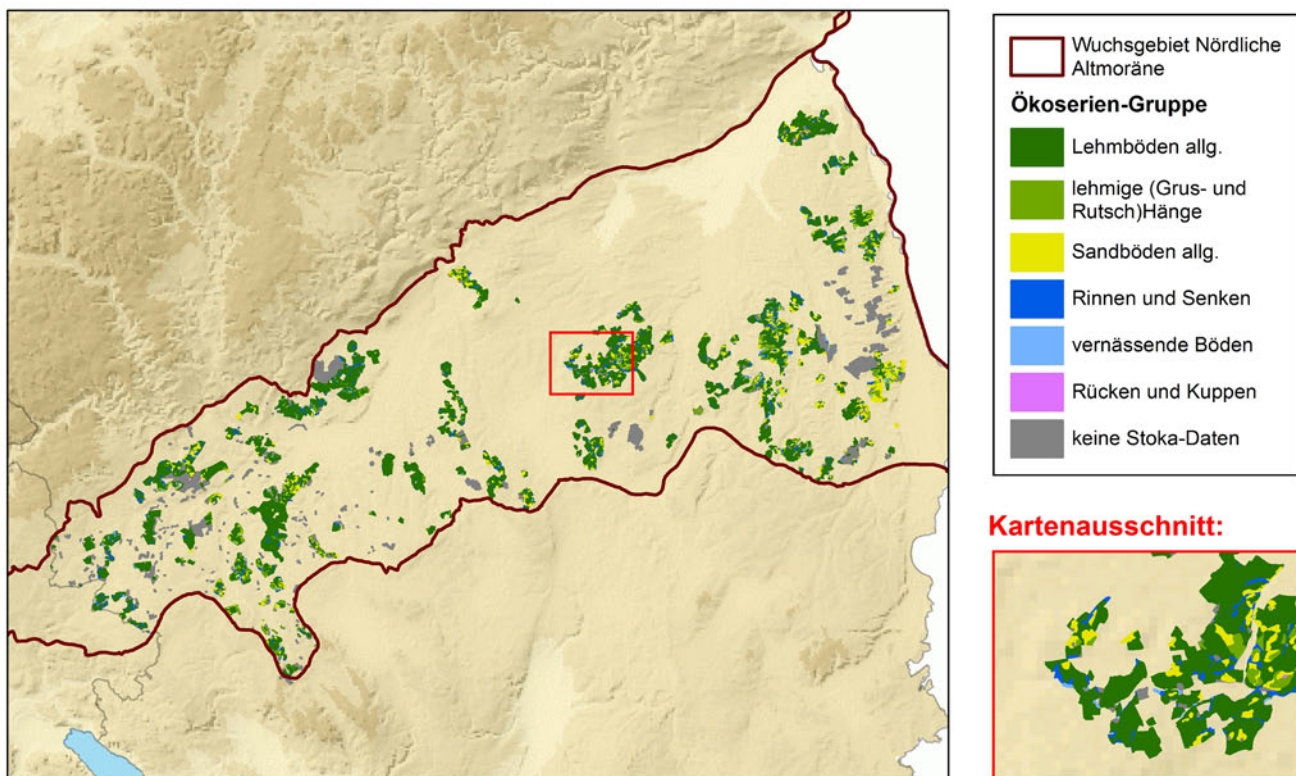 Wuchsgebiet Nördliche
Altmoräne
Ökoserien-Gruppe
Lehmböden allg.
lehmige (Grus- und
Rutsch)Hänge
Sandböden allg.
Rinnen und Senken
vernässende Böden
Rücken und Kuppen
keine Stoka-Daten
Kartenausschnitt: